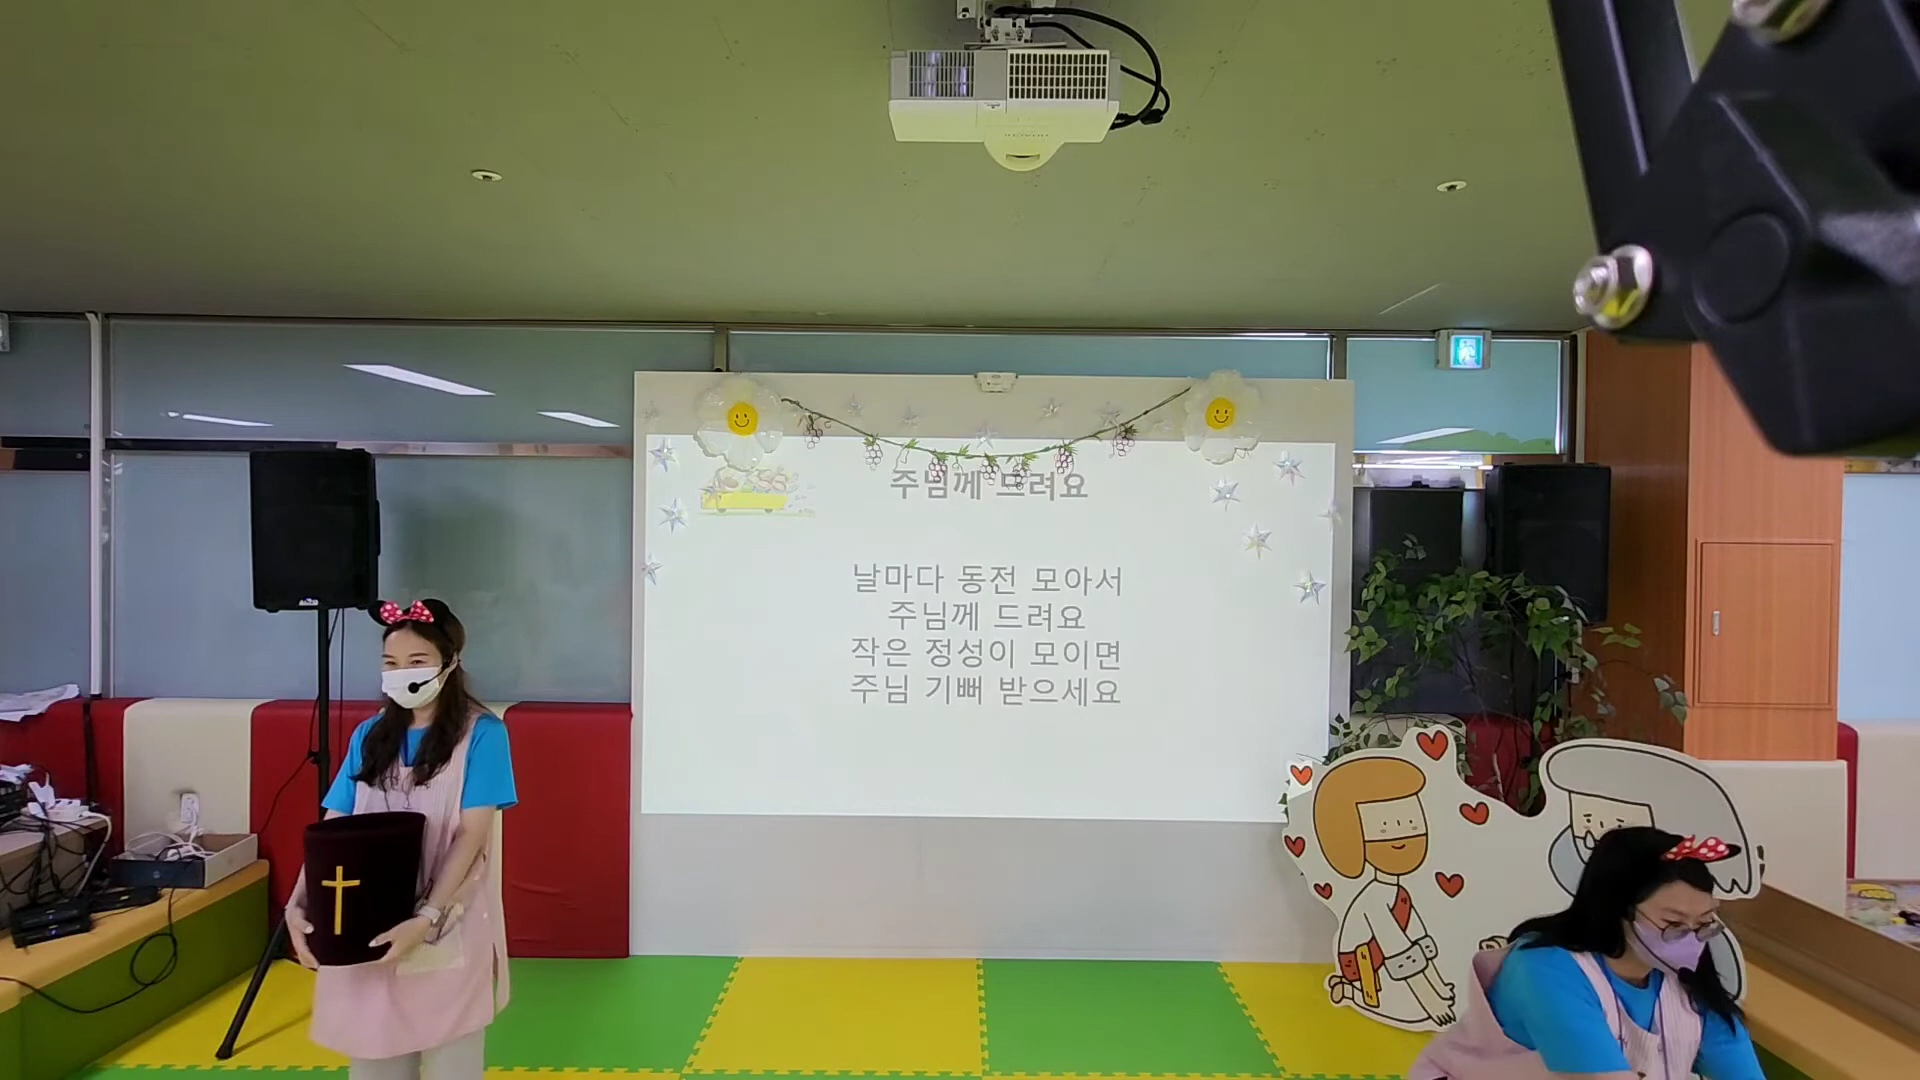 주님께 드려요
날마다 동전 모아서
주님께 드려요
작은 정성이 모이면
주님 기뻐 받으세요